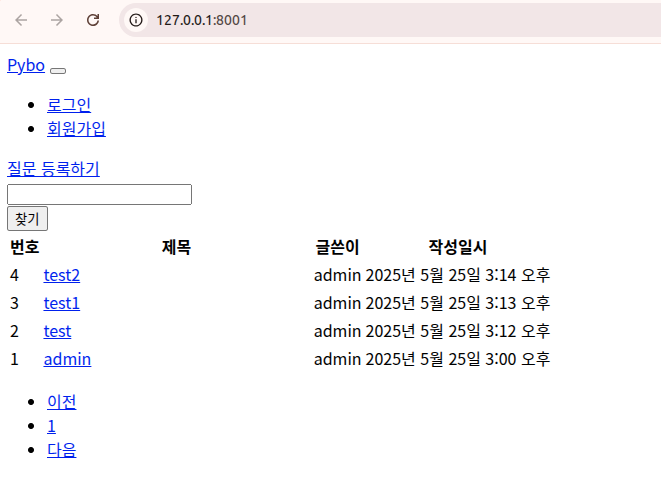 127.0.0.1:8001
Pybo
로그인
회원가입
질문 등록하기
찾기
번호 제목 글쓴이 작성일시
4 test2 admin 2025년 5월 25일 3:14 오후
3 test1 admin 2025년 5월 25일 3:13 오후
2 test admin 2025년 5월 25일 3:12 오후
1 admin admin 2025년 5월 25일 3:00 오후
이전
1
다음